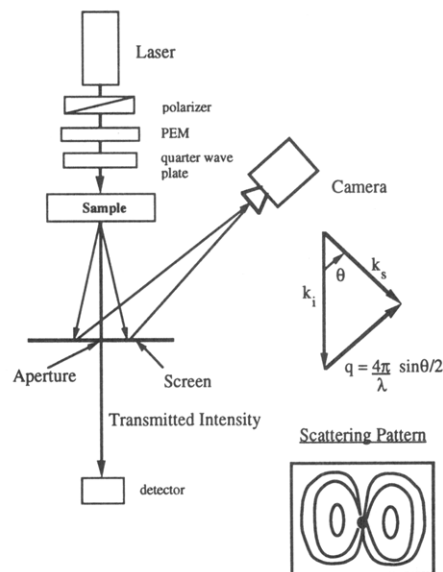 Laser
polarizer
PEM
quarter wave
plate
Sample
Camera
θ
k_s
k_i
q = 4π/λ sinθ/2
Aperture
Screen
Transmitted Intensity
Scattering Pattern
detector